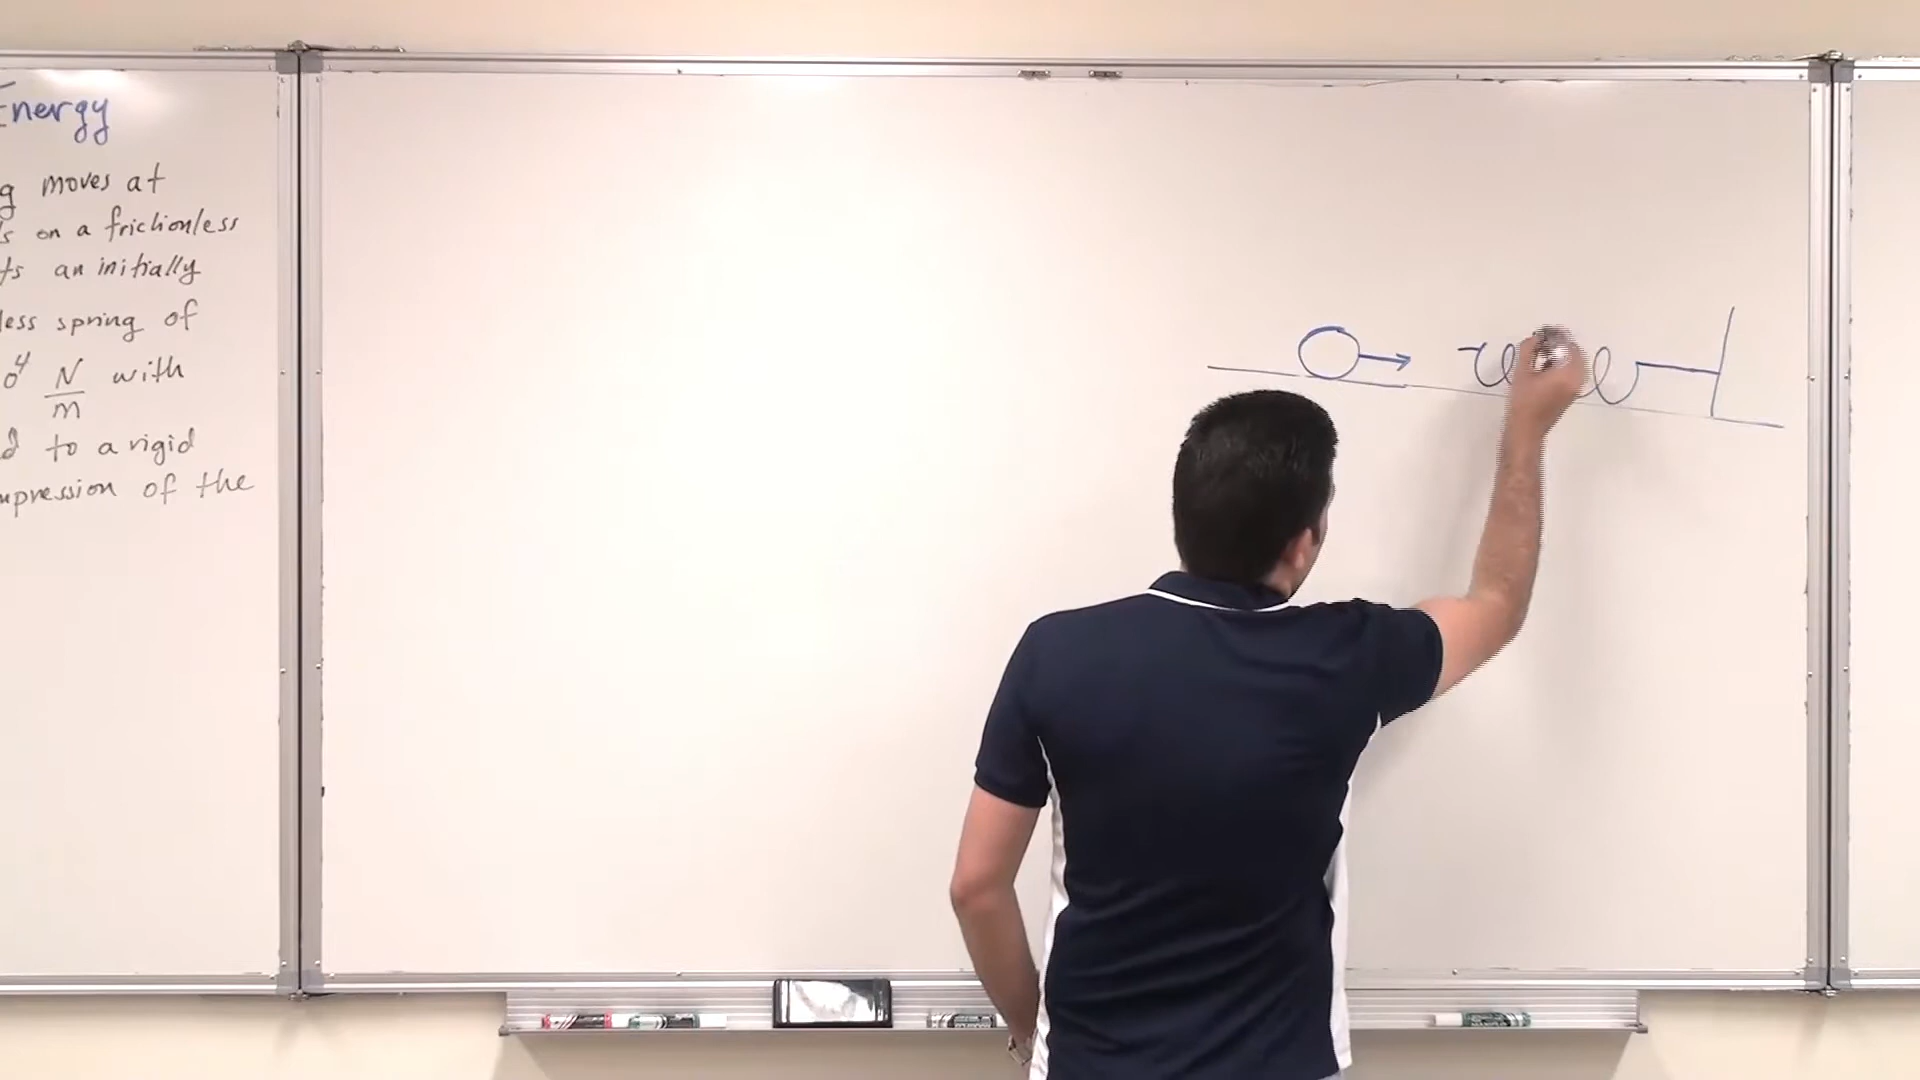 Energy
g moves at
s on a frictionless
ts an initially
less spring of
0⁴ N/m with
d to a rigid
mpression of the